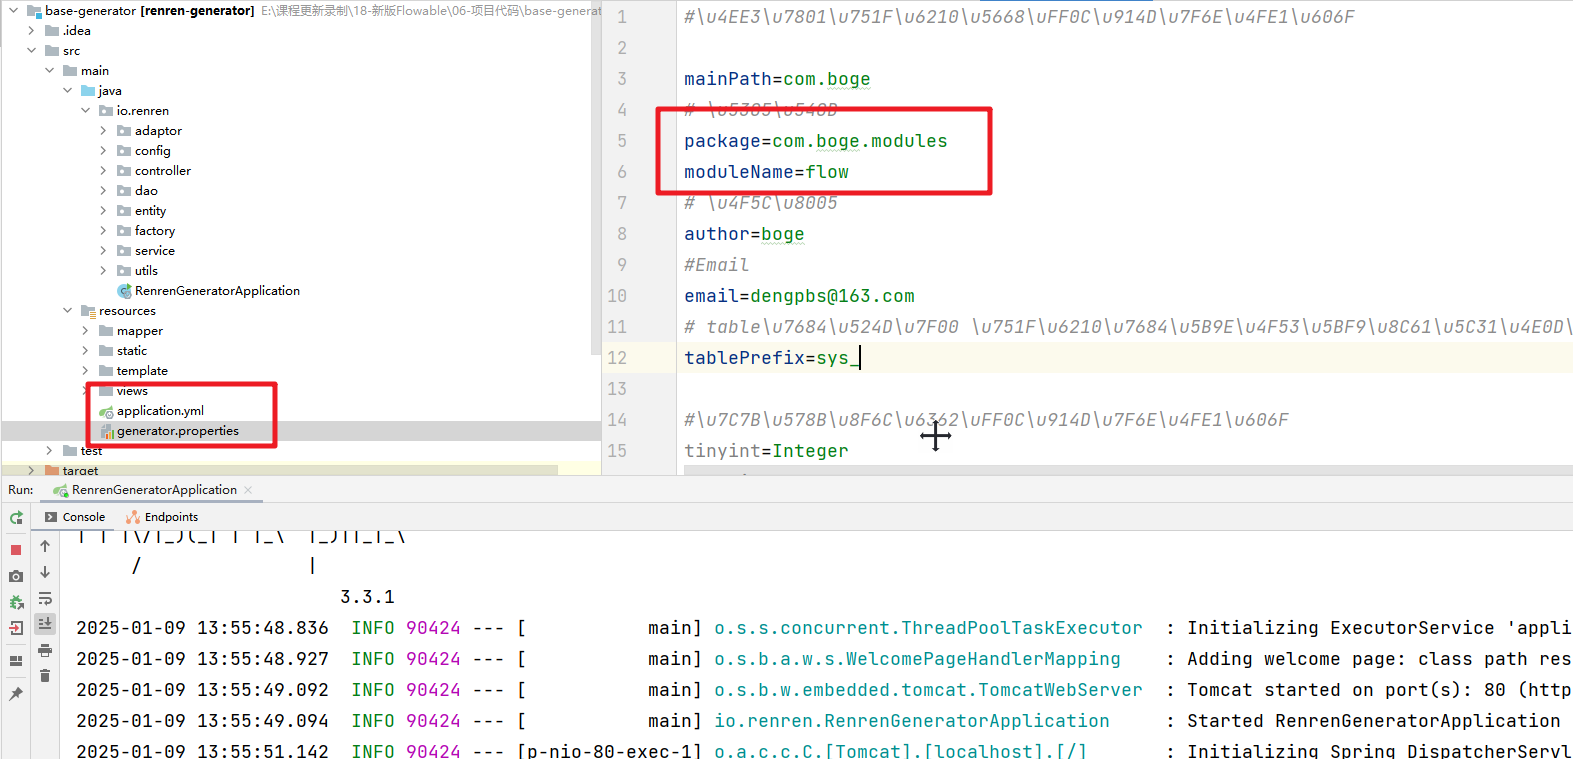 base-generator [renren-generator] E:\课程更新录制\18-新版Flowable\06-项目代码\base-generat
.idea
src
main
java
io.renren
adaptor
config
controller
dao
entity
factory
service
utils
RenrenGeneratorApplication
resources
mapper
static
template
views
application.yml
generator.properties
test
target
1 #\u4EE3\u7801\u751F\u6210\u5668\uFF0C\u914D\u7F6E\u4FE1\u606F
2
3 mainPath=com.boge
4 # \u5305\u540D
5 package=com.boge.modules
6 moduleName=flow
7 # \u4F5C\u8005
8 author=boge
9 #Email
10 email=dengpbs@163.com
11 # table\u7684\u524D\u7F00 \u751F\u6210\u7684\u5B9E\u4F53\u5BF9\u8C61\u5C31\u4E0D\
12 tablePrefix=sys_
13
14 #\u7C7B\u578B\u8F6C\u6362\uFF0C\u914D\u7F6E\u4FE1\u606F
15 tinyint=Integer
Run: RenrenGeneratorApplication
Console Endpoints
3.3.1
2025-01-09 13:55:48.836 INFO 90424 --- [ main] o.s.s.concurrent.ThreadPoolTaskExecutor : Initializing ExecutorService 'appli
2025-01-09 13:55:48.927 INFO 90424 --- [ main] o.s.b.a.w.s.WelcomePageHandlerMapping : Adding welcome page: class path res
2025-01-09 13:55:49.092 INFO 90424 --- [ main] o.s.b.w.embedded.tomcat.TomcatWebServer : Tomcat started on port(s): 80 (http
2025-01-09 13:55:49.094 INFO 90424 --- [ main] io.renren.RenrenGeneratorApplication : Started RenrenGeneratorApplication
2025-01-09 13:55:51.142 INFO 90424 --- [p-nio-80-exec-1] o.a.c.c.C.[Tomcat].[localhost].[/] : Initializing Spring DispatcherServl